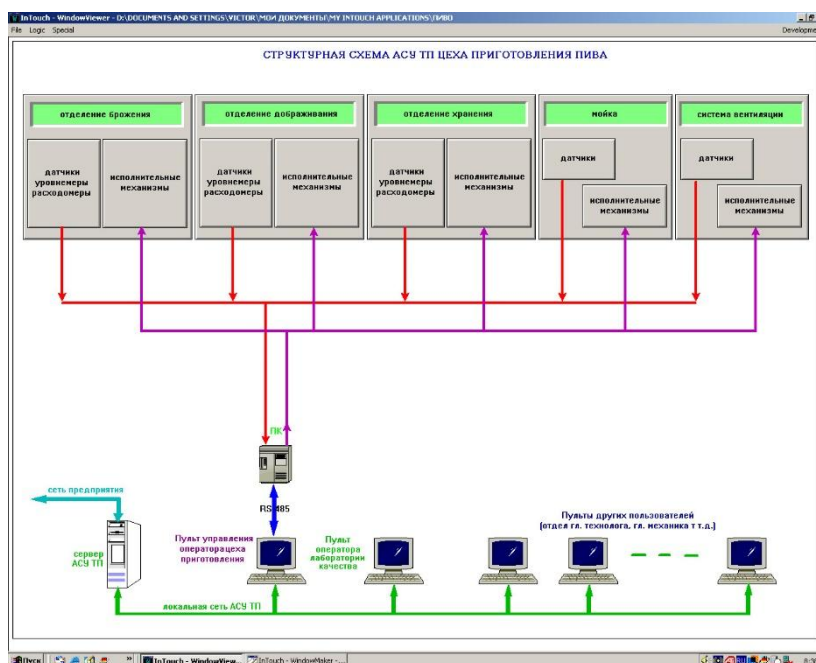 InTouch - WindowViewer - D:\DOCUMENTS AND SETTINGS\VICTOR\МОИ ДОКУМЕНТЫ\MY INTOUCH APPLICATIONS\ПИВО
File Logic Special
Developme
СТРУКТУРНАЯ СХЕМА АСУ ТП ЦЕХА ПРИГОТОВЛЕНИЯ ПИВА
отделение брожения
отделение дображивания
отделение хранения
мойка
система вентиляции
датчики
уровнемеры
расходомеры
исполнительные
механизмы
датчики
уровнемеры
расходомеры
исполнительные
механизмы
датчики
уровнемеры
расходомеры
исполнительные
механизмы
датчики
исполнительные
механизмы
датчики
исполнительные
механизмы
ПК
RS 485
сеть предприятия
сервер
АСУ ТП
Пульт управления
операторацеха
приготовления
Пульт
оператора
лаборатории
качества
Пульты других пользователей
(отдел гл. технолога, гл. механика т т.д.)
локальная сеть АСУ ТП
Пуск
InTouch - WindowView...
InTouch - WindowMaker -...